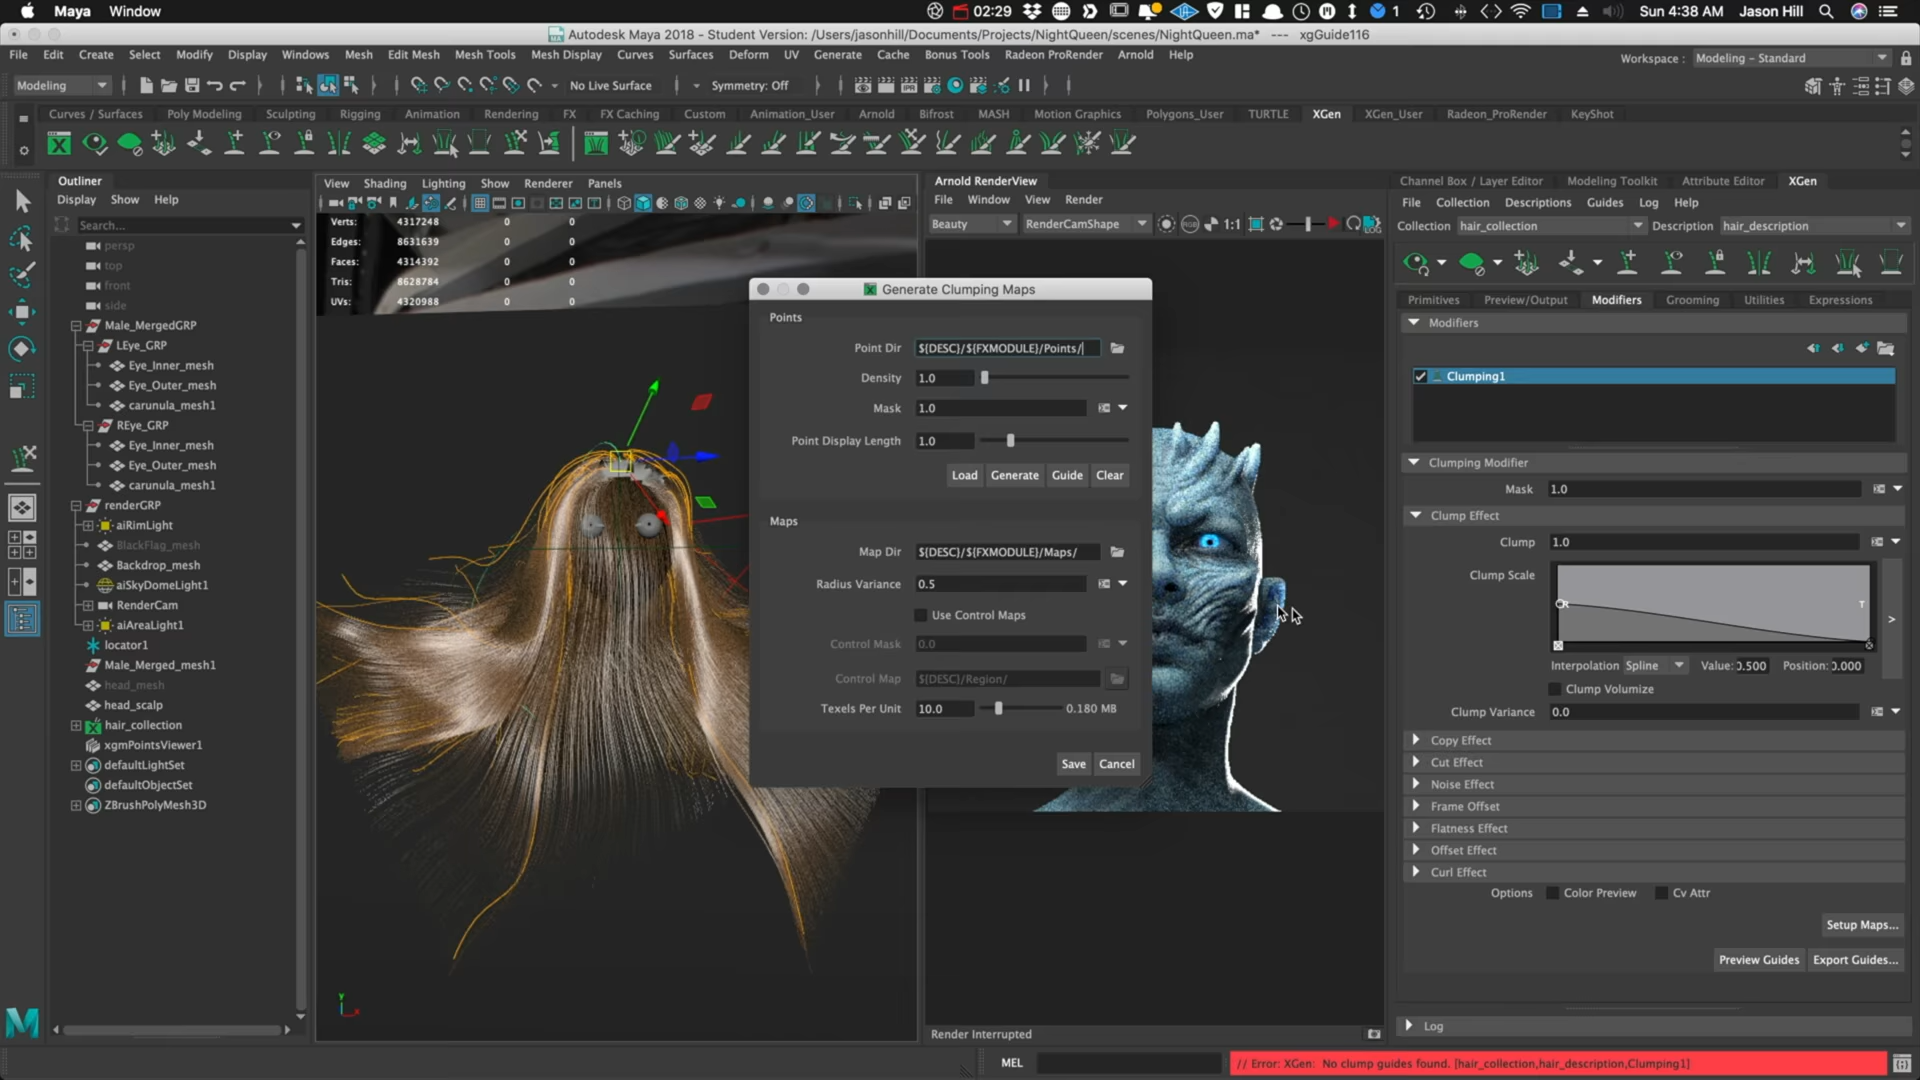 Maya Window 02:29 1 Sun 4:38 AM Jason Hill
Autodesk Maya 2018 - Student Version: /Users/jasonhill/Documents/Projects/NightQueen/scenes/NightQueen.ma* --- xgGuide116
File Edit Create Select Modify Display Windows Mesh Edit Mesh Mesh Tools Mesh Display Curves Surfaces Deform UV Generate Cache Bonus Tools Radeon ProRender Arnold Help Workspace : Modeling - Standard
Modeling No Live Surface Symmetry: Off
Curves / Surfaces Poly Modeling Sculpting Rigging Animation Rendering FX FX Caching Custom Animation_User Arnold Bifrost MASH Motion Graphics Polygons_User TURTLE XGen XGen_User Radeon_ProRender KeyShot
Outliner
Display Show Help
Search...
persp
top
front
side
Male_MergedGRP
LEye_GRP
Eye_Inner_mesh
Eye_Outer_mesh
carunula_mesh1
REye_GRP
Eye_Inner_mesh
Eye_Outer_mesh
carunula_mesh1
renderGRP
aiRimLight
BlackFlag_mesh
Backdrop_mesh
aiSkyDomeLight1
RenderCam
aiAreaLight1
locator1
Male_Merged_mesh1
head_mesh
head_scalp
hair_collection
xgmPointsViewer1
defaultLightSet
defaultObjectSet
ZBrushPolyMesh3D
View Shading Lighting Show Renderer Panels
Verts: 4317248 0 0
Edges: 8631639 0 0
Faces: 4314392 0 0
Tris: 8628784 0 0
UVs: 4320988 0 0
Y
X
Generate Clumping Maps
Points
Point Dir ${DESC}/${FXMODULE}/Points/
Density 1.0
Mask 1.0
Point Display Length 1.0
Load Generate Guide Clear
Maps
Map Dir ${DESC}/${FXMODULE}/Maps/
Radius Variance 0.5
Use Control Maps
Control Mask 0.0
Control Map ${DESC}/Region/
Texels Per Unit 10.0 0.180 MB
Save Cancel
Arnold RenderView
File Window View Render
Beauty RenderCamShape RGB 1:1 LOG
Render Interrupted
Channel Box / Layer Editor Modeling Toolkit Attribute Editor XGen
File Collection Descriptions Guides Log Help
Collection hair_collection Description hair_description
Primitives Preview/Output Modifiers Grooming Utilities Expressions
Modifiers
Clumping1
Clumping Modifier
Mask 1.0
Clump Effect
Clump 1.0
Clump Scale R T
>
Interpolation Spline Value: 0.500 Position: 0.000
Clump Volumize
Clump Variance 0.0
Copy Effect
Cut Effect
Noise Effect
Frame Offset
Flatness Effect
Offset Effect
Curl Effect
Options Color Preview Cv Attr
Setup Maps...
Preview Guides Export Guides...
Log
MEL
// Error: XGen: No clump guides found. [hair_collection,hair_description,Clumping1]